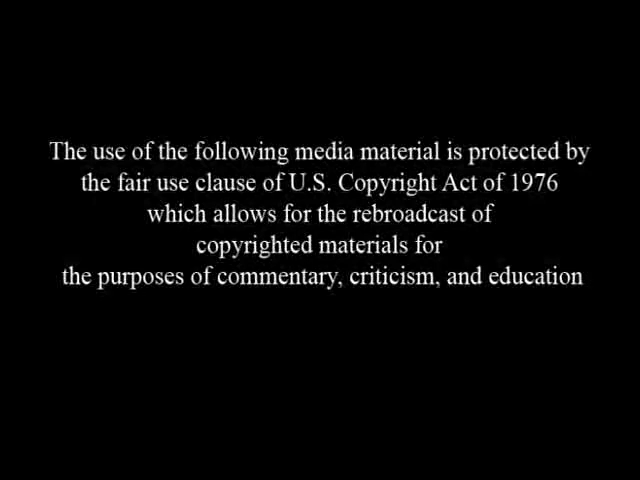 The use of the following media material is protected by
the fair use clause of U.S. Copyright Act of 1976
which allows for the rebroadcast of
copyrighted materials for
the purposes of commentary, criticism, and education